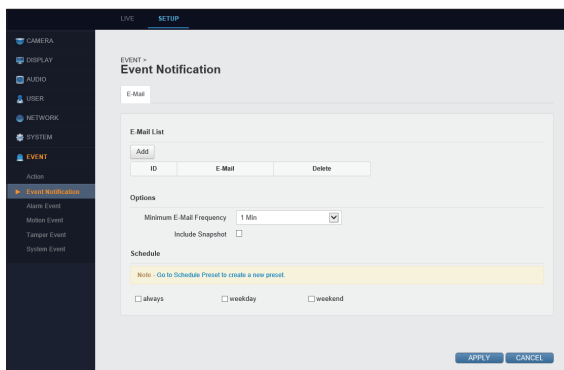 LIVE SETUP
CAMERA
DISPLAY
AUDIO
USER
NETWORK
SYSTEM
EVENT
Action
Event Notification
Alarm Event
Motion Event
Tamper Event
System Event
EVENT >
Event Notification
E-Mail
E-Mail List
Add
ID E-Mail Delete
Options
Minimum E-Mail Frequency 1 Min
Include Snapshot
Schedule
Note - Go to Schedule Preset to create a new preset.
always weekday weekend
APPLY CANCEL